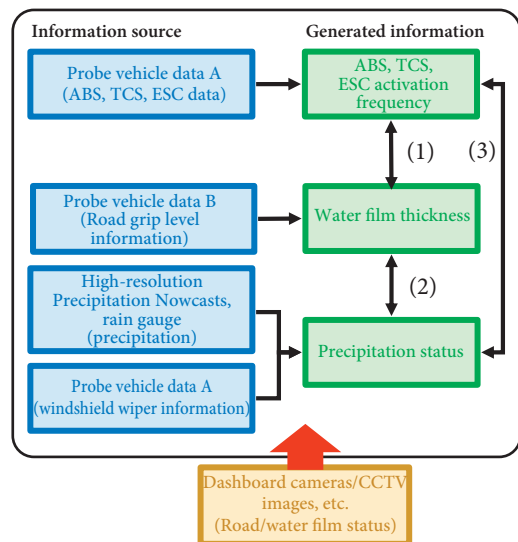 Information source
Generated information
Probe vehicle data A
(ABS, TCS, ESC data)
ABS, TCS,
ESC activation
frequency
(1)
(3)
Probe vehicle data B
(Road grip level
information)
Water film thickness
High-resolution
Precipitation Nowcasts,
rain gauge
(precipitation)
(2)
Precipitation status
Probe vehicle data A
(windshield wiper information)
Dashboard cameras/CCTV
images, etc.
(Road/water film status)